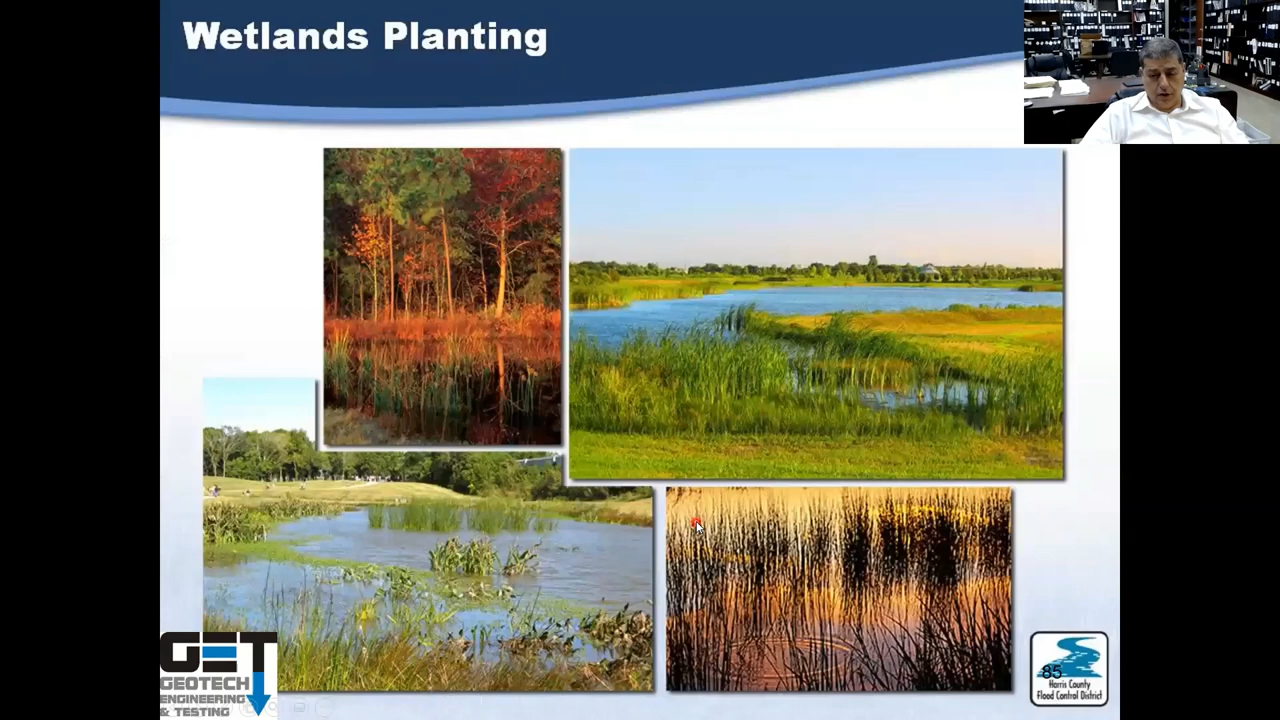 Wetlands Planting
GET
GEOTECH
ENGINEERING
& TESTING
85
Harris County
Flood Control District